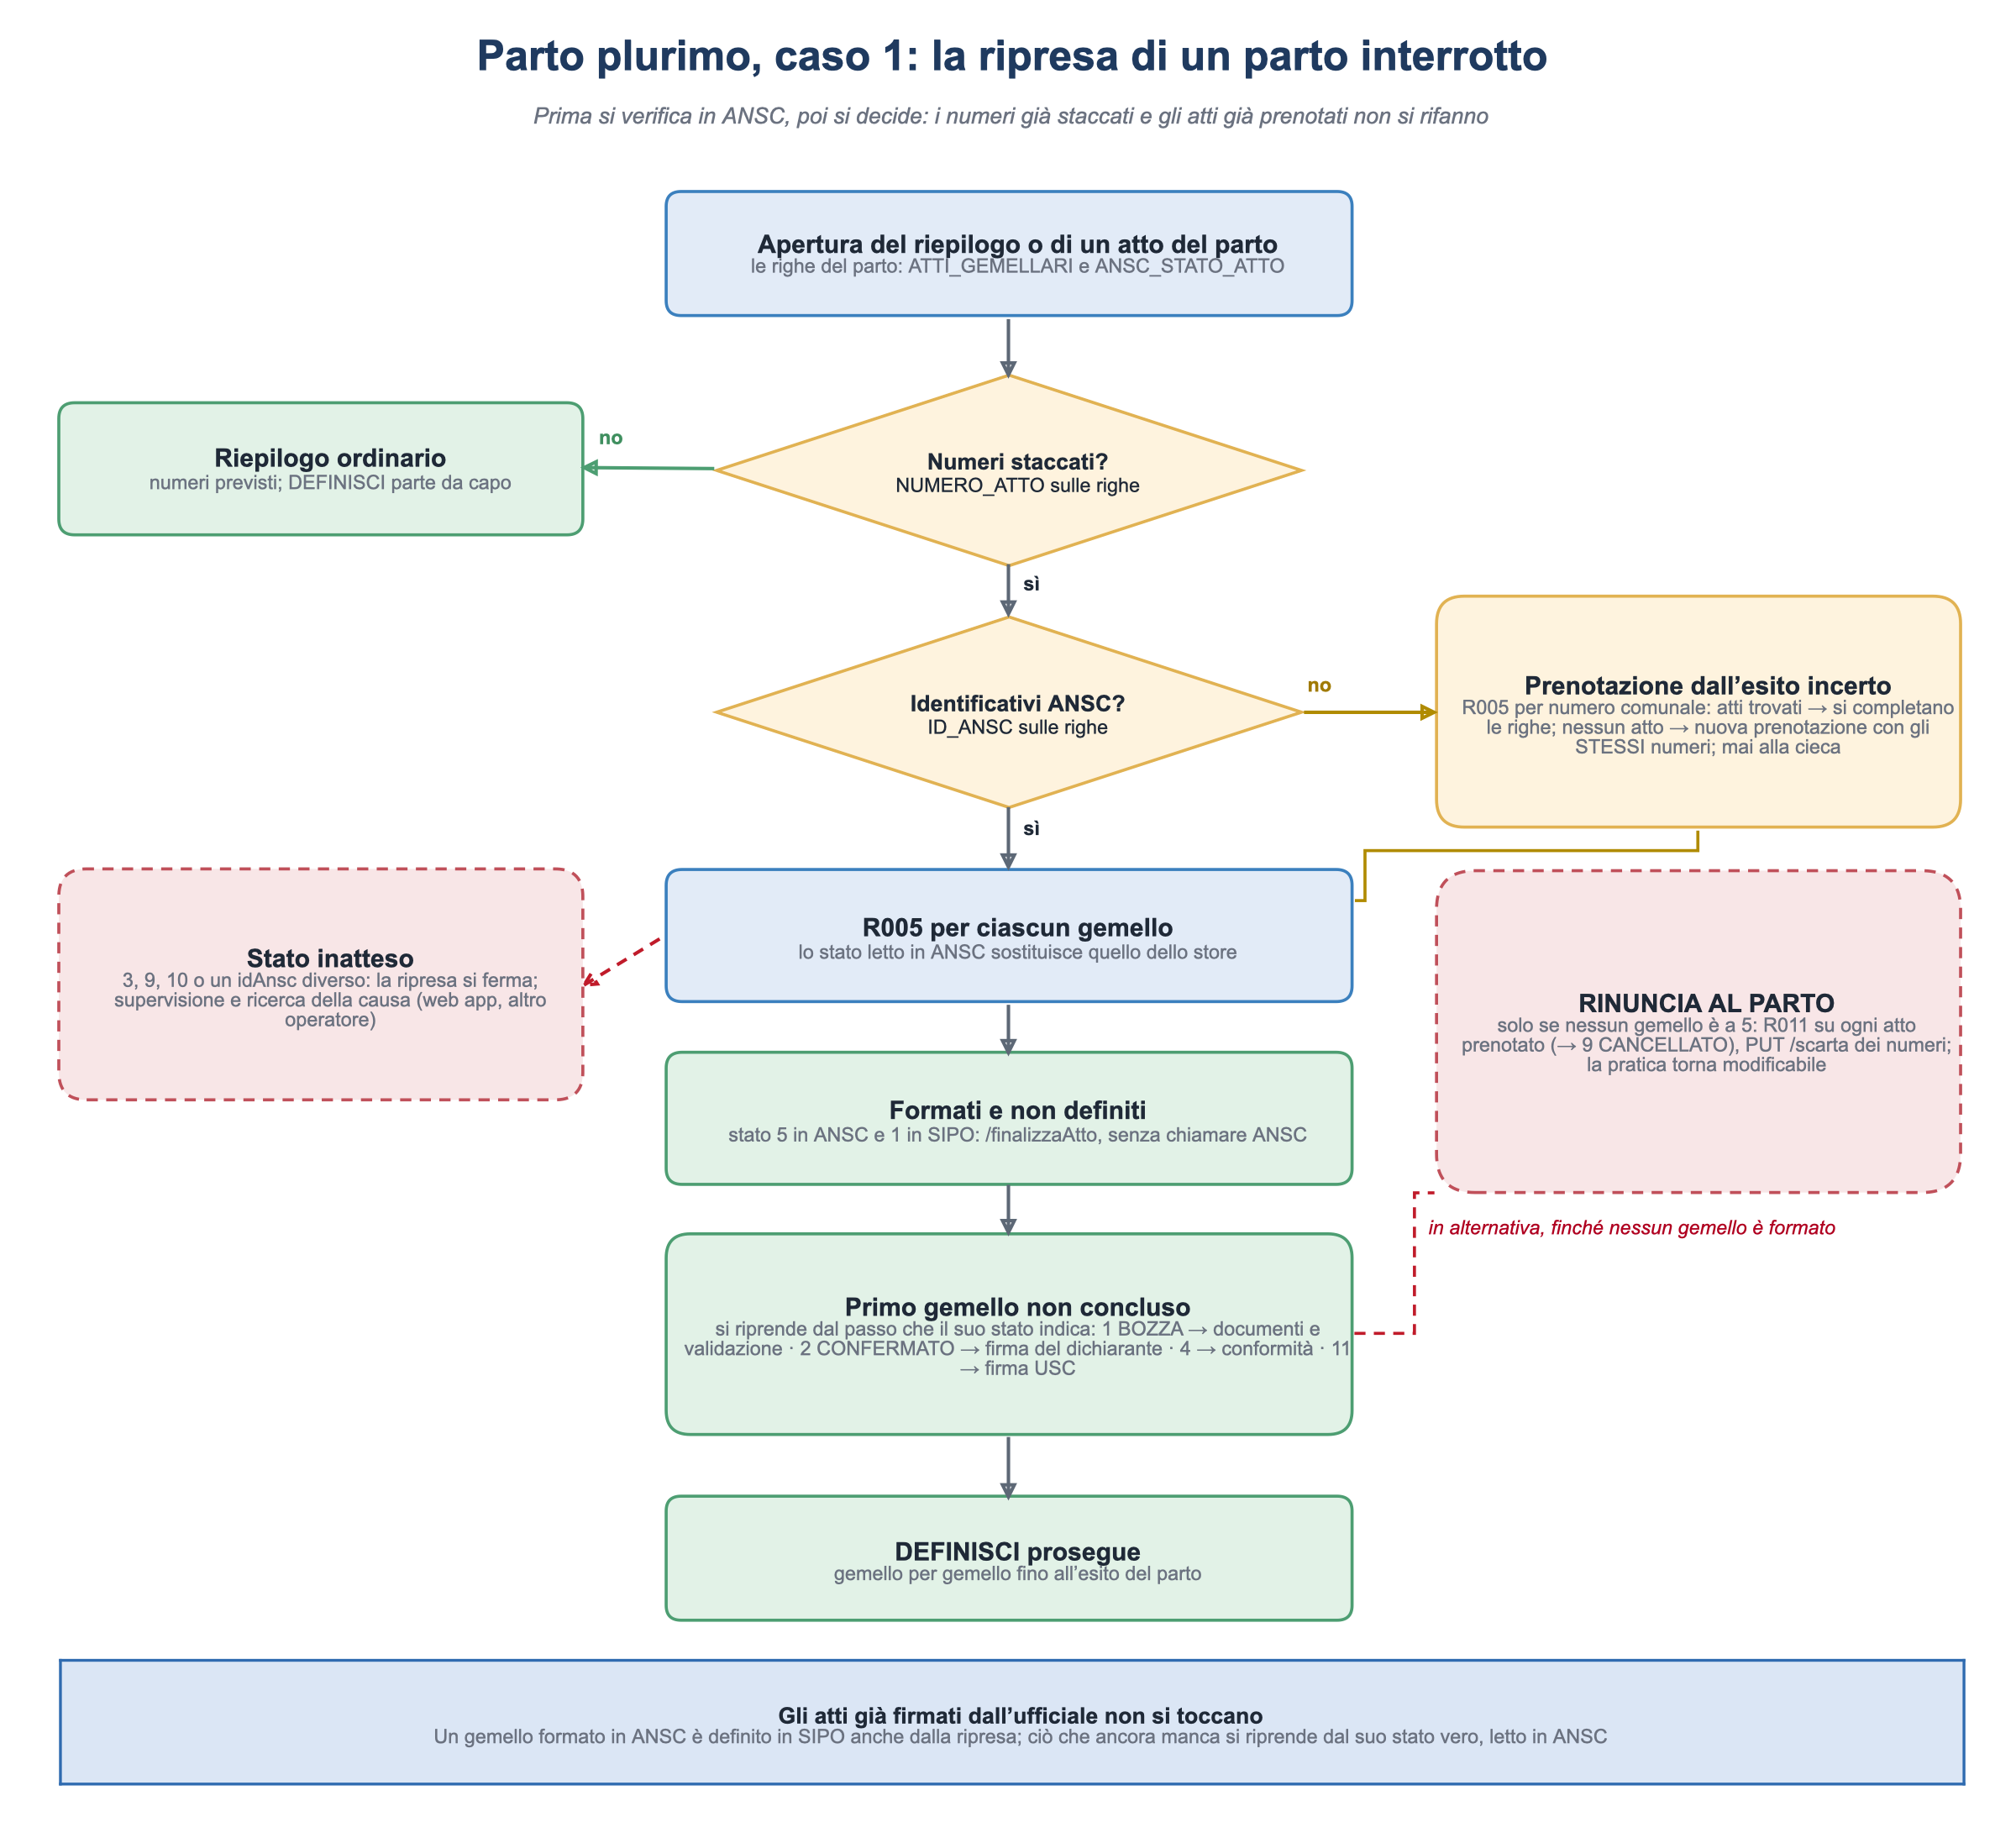 Parto plurimo, caso 1: la ripresa di un parto interrotto
Prima si verifica in ANSC, poi si decide: i numeri già staccati e gli atti già prenotati non si rifanno
Apertura del riepilogo o di un atto del parto
le righe del parto: ATTI_GEMELLARI e ANSC_STATO_ATTO
Riepilogo ordinario
numeri previsti; DEFINISCI parte da capo
no
Numeri staccati?
NUMERO_ATTO sulle righe
sì
Identificativi ANSC?
ID_ANSC sulle righe
no
Prenotazione dall’esito incerto
R005 per numero comunale: atti trovati → si completano
le righe; nessun atto → nuova prenotazione con gli
STESSI numeri; mai alla cieca
sì
Stato inatteso
3, 9, 10 o un idAnsc diverso: la ripresa si ferma;
supervisione e ricerca della causa (web app, altro
operatore)
R005 per ciascun gemello
lo stato letto in ANSC sostituisce quello dello store
RINUNCIA AL PARTO
solo se nessun gemello è a 5: R011 su ogni atto
prenotato (→ 9 CANCELLATO), PUT /scarta dei numeri;
la pratica torna modificabile
Formati e non definiti
stato 5 in ANSC e 1 in SIPO: /finalizzaAtto, senza chiamare ANSC
in alternativa, finché nessun gemello è formato
Primo gemello non concluso
si riprende dal passo che il suo stato indica: 1 BOZZA → documenti e
validazione · 2 CONFERMATO → firma del dichiarante · 4 → conformità · 11
→ firma USC
DEFINISCI prosegue
gemello per gemello fino all’esito del parto
Gli atti già firmati dall’ufficiale non si toccano
Un gemello formato in ANSC è definito in SIPO anche dalla ripresa; ciò che ancora manca si riprende dal suo stato vero, letto in ANSC